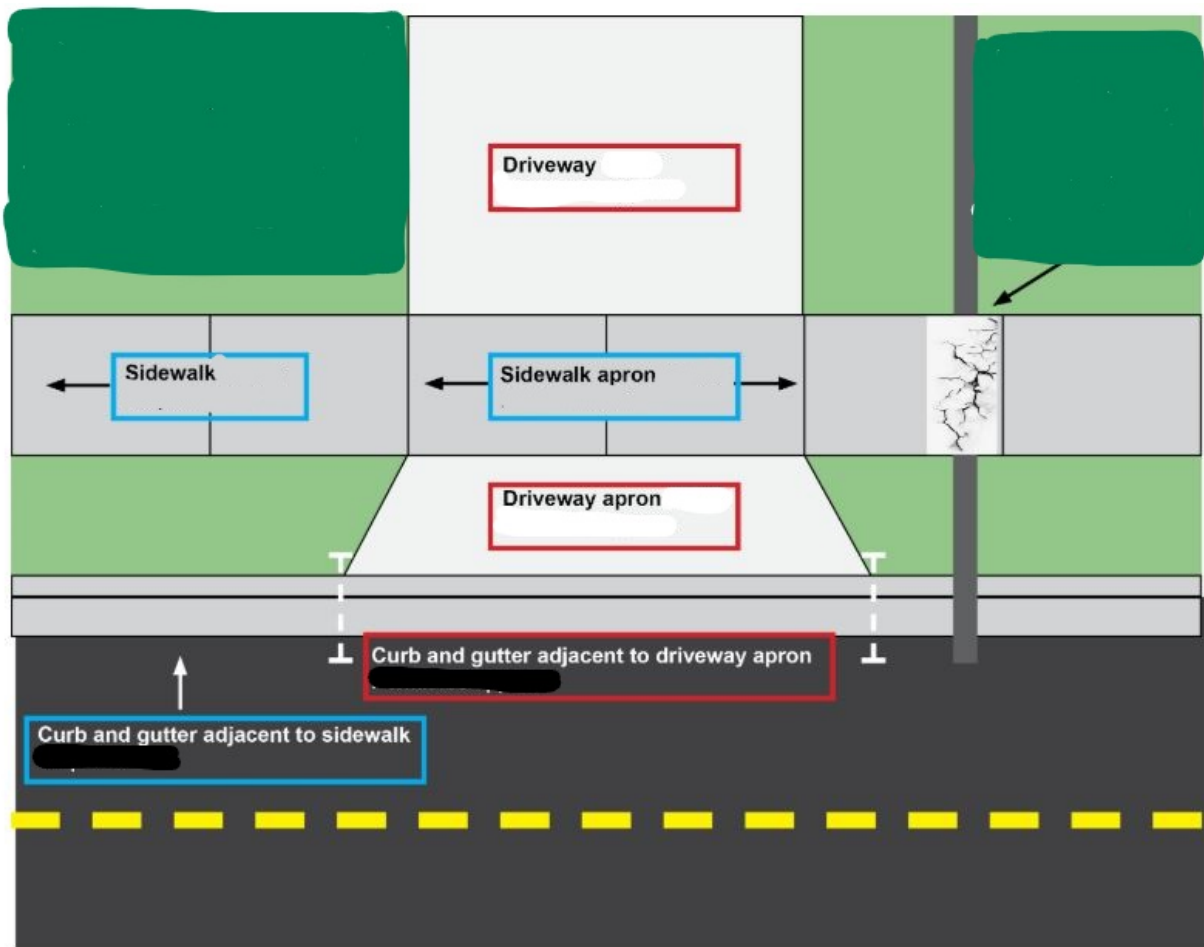 Driveway
Sidewalk
Sidewalk apron
Driveway apron
Curb and gutter adjacent to driveway apron
Curb and gutter adjacent to sidewalk